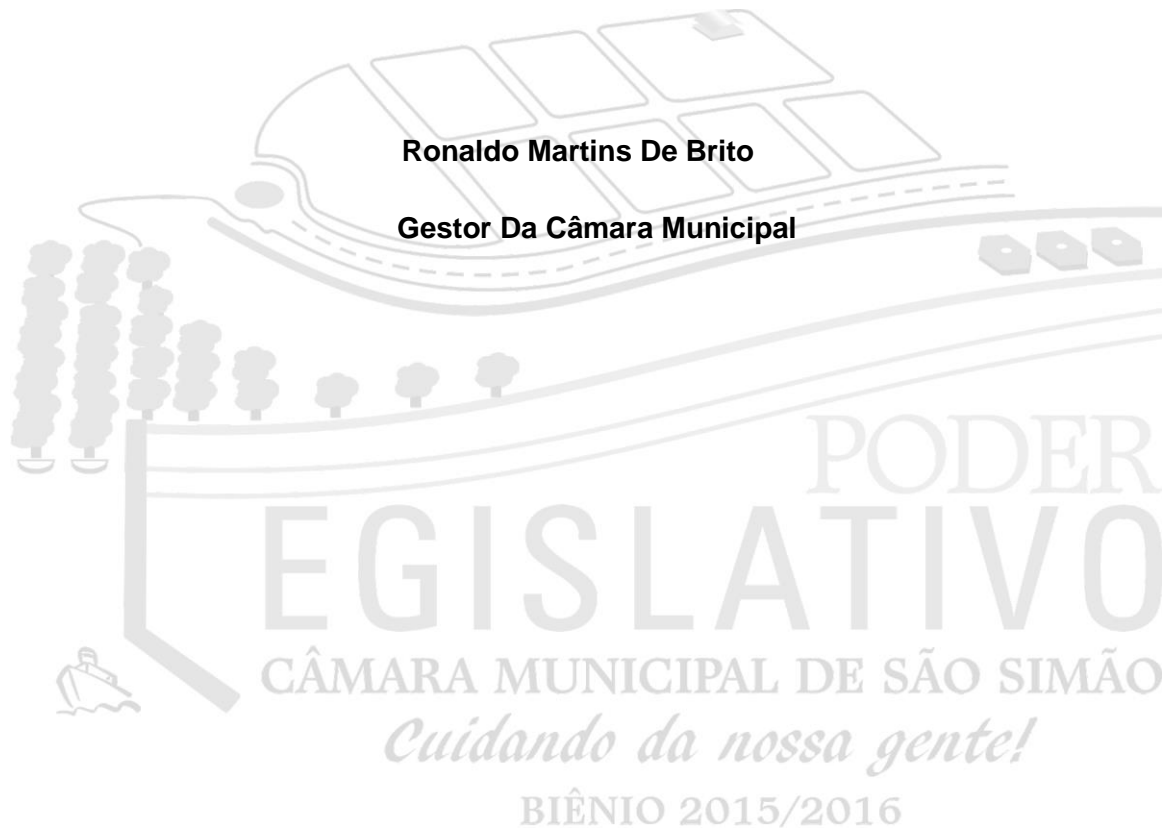 Ronaldo Martins De Brito
Gestor Da Câmara Municipal
PODER
LEGISLATIVO
CÂMARA MUNICIPAL DE SÃO SIMÃO
Cuidando da nossa gente!
BIÊNIO 2015/2016